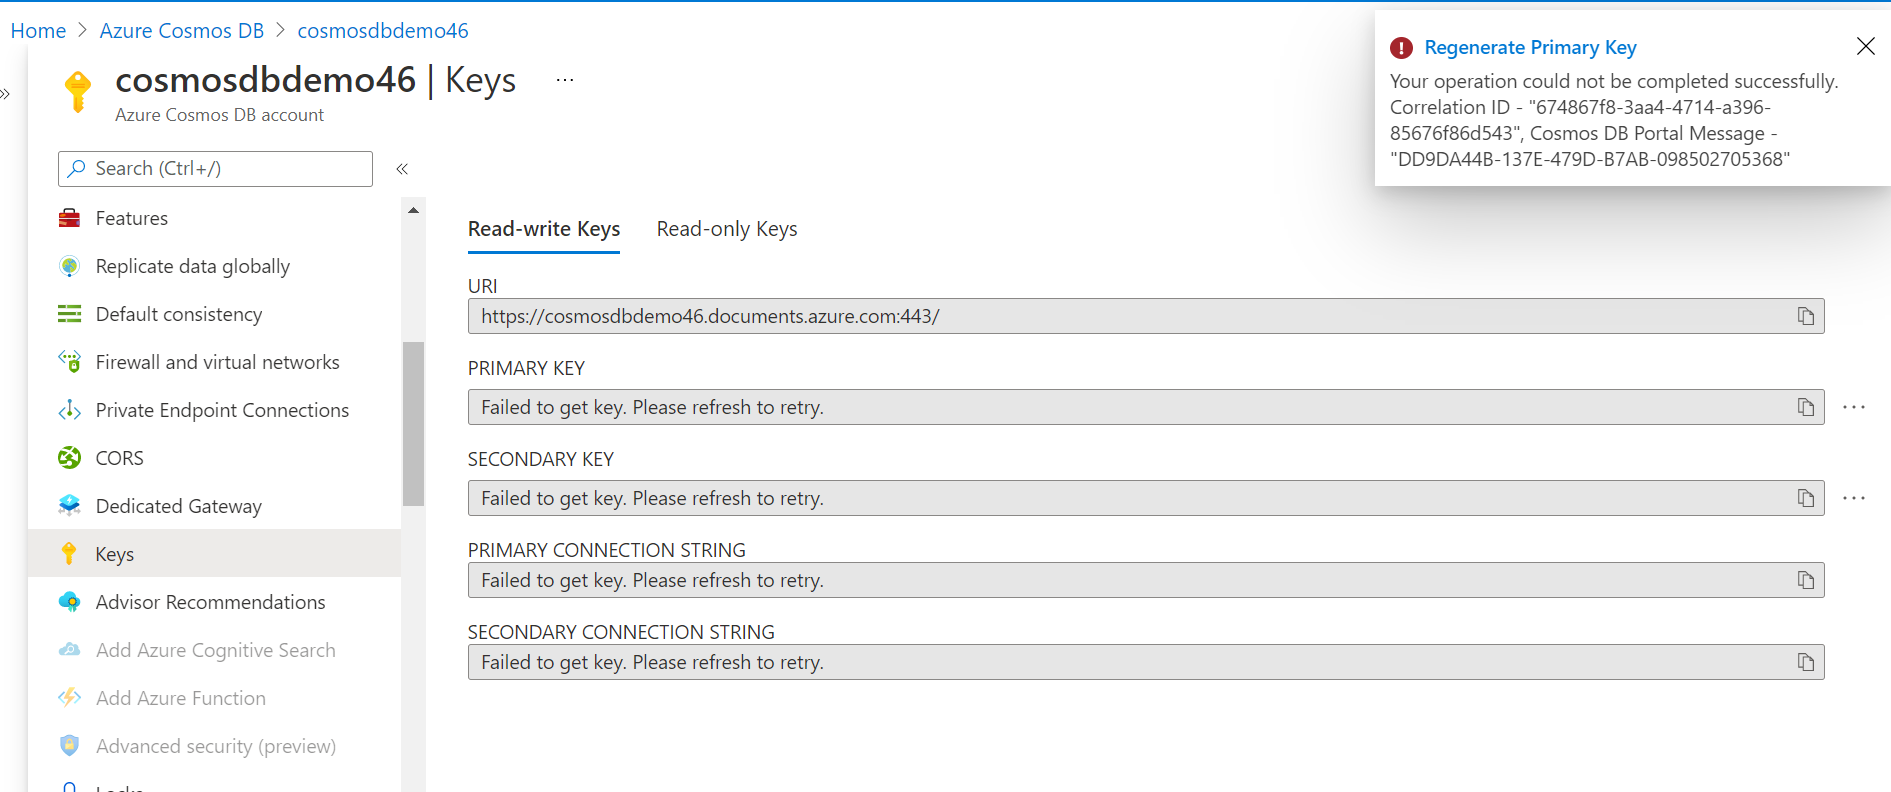 Home > Azure Cosmos DB > cosmosdbdemo46
cosmosdbdemo46 | Keys ...
Azure Cosmos DB account
Regenerate Primary Key
Your operation could not be completed successfully.
Correlation ID - "674867f8-3aa4-4714-a396-
85676f86d543", Cosmos DB Portal Message -
"DD9DA44B-137E-479D-B7AB-098502705368"
Search (Ctrl+/)
Features
Replicate data globally
Default consistency
Firewall and virtual networks
Private Endpoint Connections
CORS
Dedicated Gateway
Keys
Advisor Recommendations
Add Azure Cognitive Search
Add Azure Function
Advanced security (preview)
Read-write Keys
Read-only Keys
URI
https://cosmosdbdemo46.documents.azure.com:443/
PRIMARY KEY
Failed to get key. Please refresh to retry.
SECONDARY KEY
Failed to get key. Please refresh to retry.
PRIMARY CONNECTION STRING
Failed to get key. Please refresh to retry.
SECONDARY CONNECTION STRING
Failed to get key. Please refresh to retry.